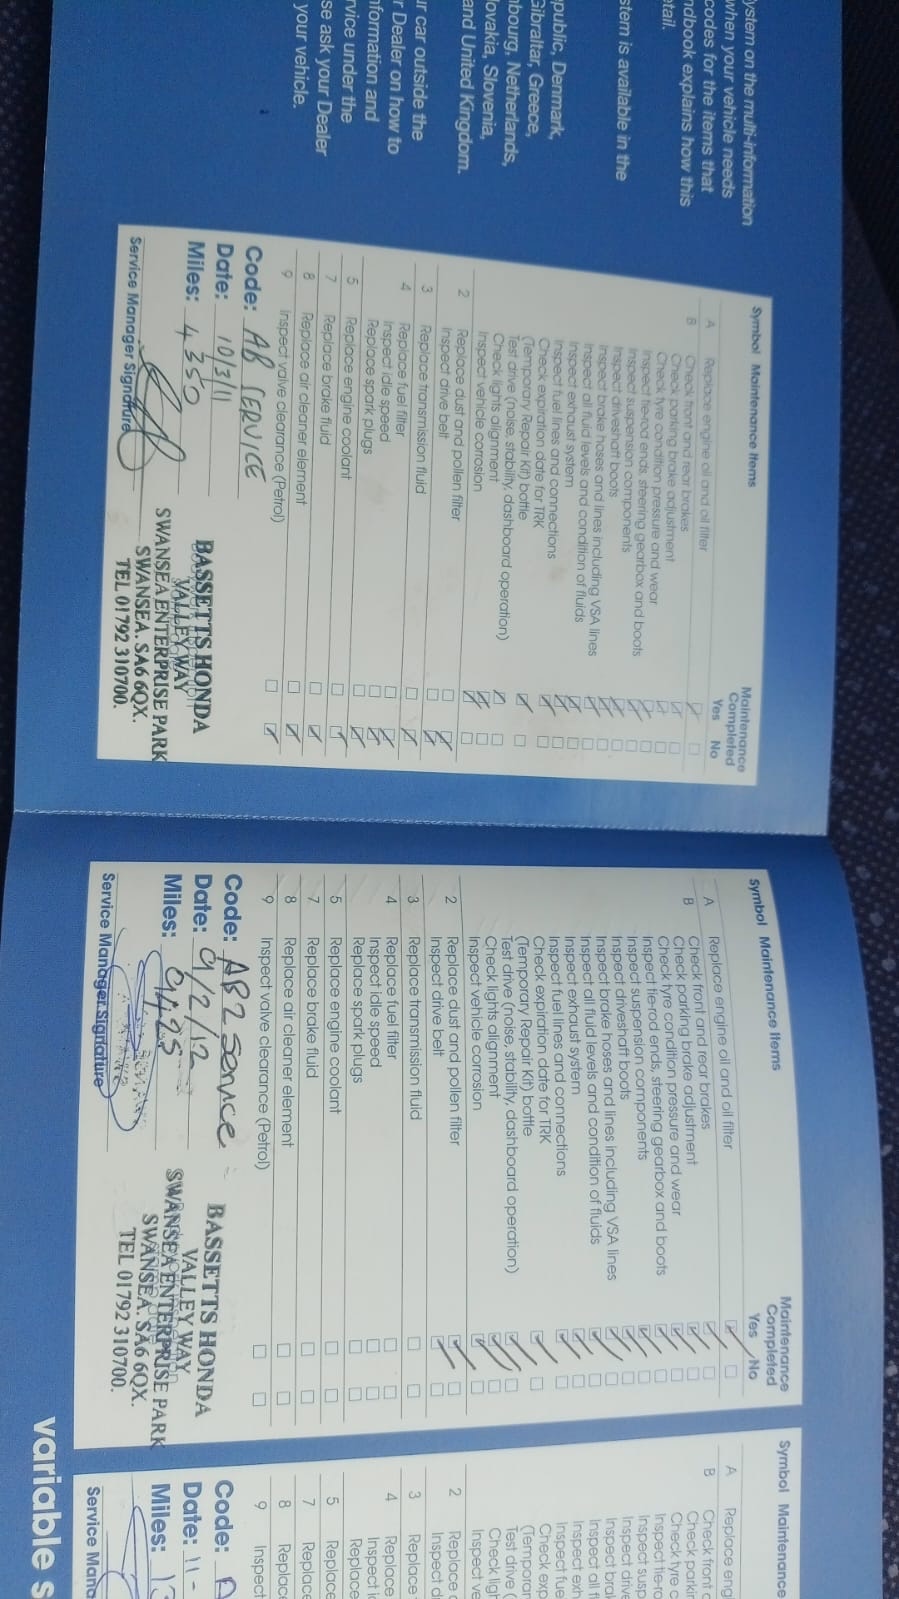 ystem on the multi-information
when your vehicle needs
codes for the items that
ndbook explains how this
etail.
stem is available in the
public, Denmark,
Gibraltar, Greece,
nbourg, Netherlands,
lovakia, Slovenia,
and United Kingdom.
ur car outside the
r Dealer on how to
nformation and
rvice under the
se ask your Dealer
your vehicle.
Symbol Maintenance Items Maintenance Completed
Yes No
A Replace engine oil and oil filter
B Check front and rear brakes
Check parking brake adjustment
Check tyre condition pressure and wear
Inspect tie-rod ends, steering gearbox and boots
Inspect suspension components
Inspect driveshaft boots
Inspect brake hoses and lines including VSA lines
Inspect all fluid levels and condition of fluids
Inspect exhaust system
Inspect fuel lines and connections
Check expiration date for TRK
(Temporary Repair Kit) bottle
Test drive (noise, stability, dashboard operation)
Check lights alignment
Inspect vehicle corrosion
2 Replace dust and pollen filter
Inspect drive belt
3 Replace transmission fluid
4 Replace fuel filter
Inspect idle speed
Replace spark plugs
5 Replace engine coolant
7 Replace brake fluid
8 Replace air cleaner element
9 Inspect valve clearance (Petrol)
Code: AB SERVICE
Date: 10/3/11
Miles: 4350
Service Manager Signature
BASSETTS HONDA
VALLEY WAY
SWANSEA ENTERPRISE PARK
SWANSEA. SA6 6QX.
TEL 01792 310700.
Symbol Maintenance Items Maintenance Completed
Yes No
A Replace engine oil and oil filter
B Check front and rear brakes
Check parking brake adjustment
Check tyre condition pressure and wear
Inspect tie-rod ends, steering gearbox and boots
Inspect suspension components
Inspect driveshaft boots
Inspect brake hoses and lines including VSA lines
Inspect all fluid levels and condition of fluids
Inspect exhaust system
Inspect fuel lines and connections
Check expiration date for TRK
(Temporary Repair Kit) bottle
Test drive (noise, stability, dashboard operation)
Check lights alignment
Inspect vehicle corrosion
2 Replace dust and pollen filter
Inspect drive belt
3 Replace transmission fluid
4 Replace fuel filter
Inspect idle speed
Replace spark plugs
5 Replace engine coolant
7 Replace brake fluid
8 Replace air cleaner element
9 Inspect valve clearance (Petrol)
Code: AB2 Service
Date: 9/2/12
Miles: 9423
Service Manager Signature
BASSETTS HONDA
VALLEY WAY
SWANSEA ENTERPRISE PARK
SWANSEA. SA6 6QX.
TEL 01792 310700.
Symbol Maintenance
A Replace eng
B Check front a
Check parkin
Check tyre c
Inspect tie-ro
Inspect susp
Inspect drive
Inspect brak
Inspect all f
Inspect exh
Inspect fue
Check exp
(Temporar
Test drive (
Check ligh
Inspect ve
2 Replace d
Inspect d
3 Replace
4 Replace
Inspect i
Replace
5 Replace
7 Replace
8 Replace
9 Inspect
Code: A
Date: 11-
Miles: 13
Service Mana
variable s